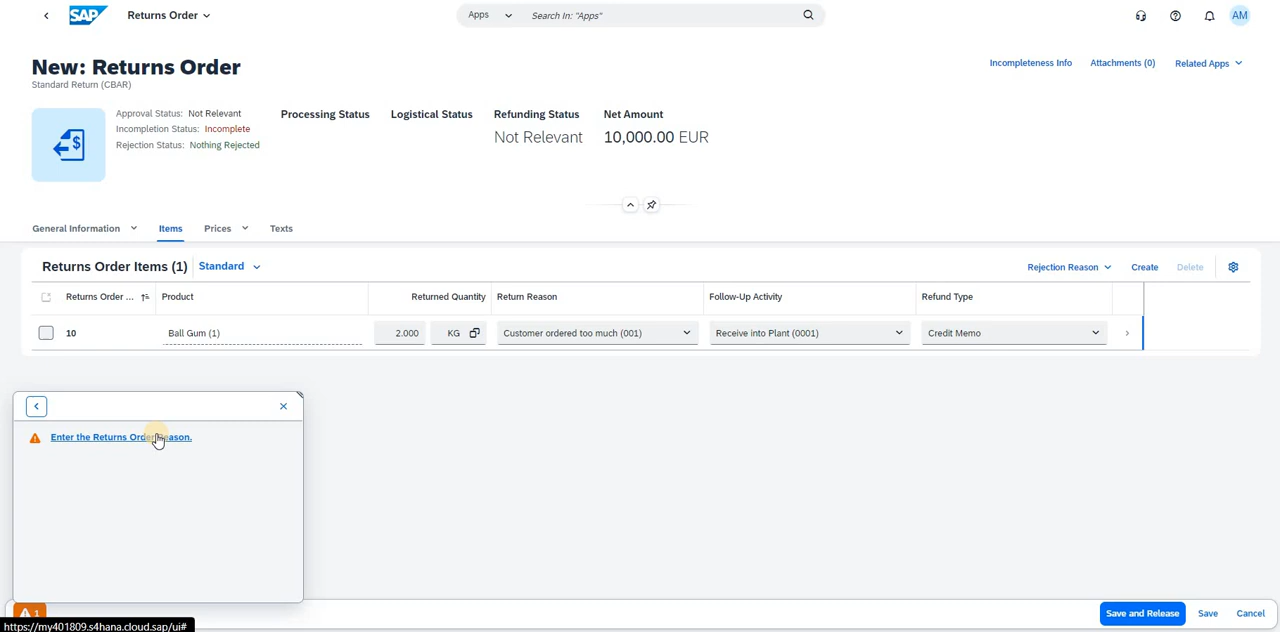 SAP
Returns Order
Apps
Search In: "Apps"
AM
New: Returns Order
Standard Return (CBAR)
Incompleteness Info
Attachments (0)
Related Apps
Approval Status: Not Relevant
Incompletion Status: Incomplete
Rejection Status: Nothing Rejected
Processing Status
Logistical Status
Refunding Status
Not Relevant
Net Amount
10,000.00 EUR
General Information
Items
Prices
Texts
Returns Order Items (1)
Standard
Rejection Reason
Create
Delete
Returns Order ...
Product
Returned Quantity
Return Reason
Follow-Up Activity
Refund Type
10
Ball Gum (1)
2.000
KG
Customer ordered too much (001)
Receive into Plant (0001)
Credit Memo
Enter the Returns Order Reason.
1
Save and Release
Save
Cancel
https://my401809.s4hana.cloud.sap/ui#